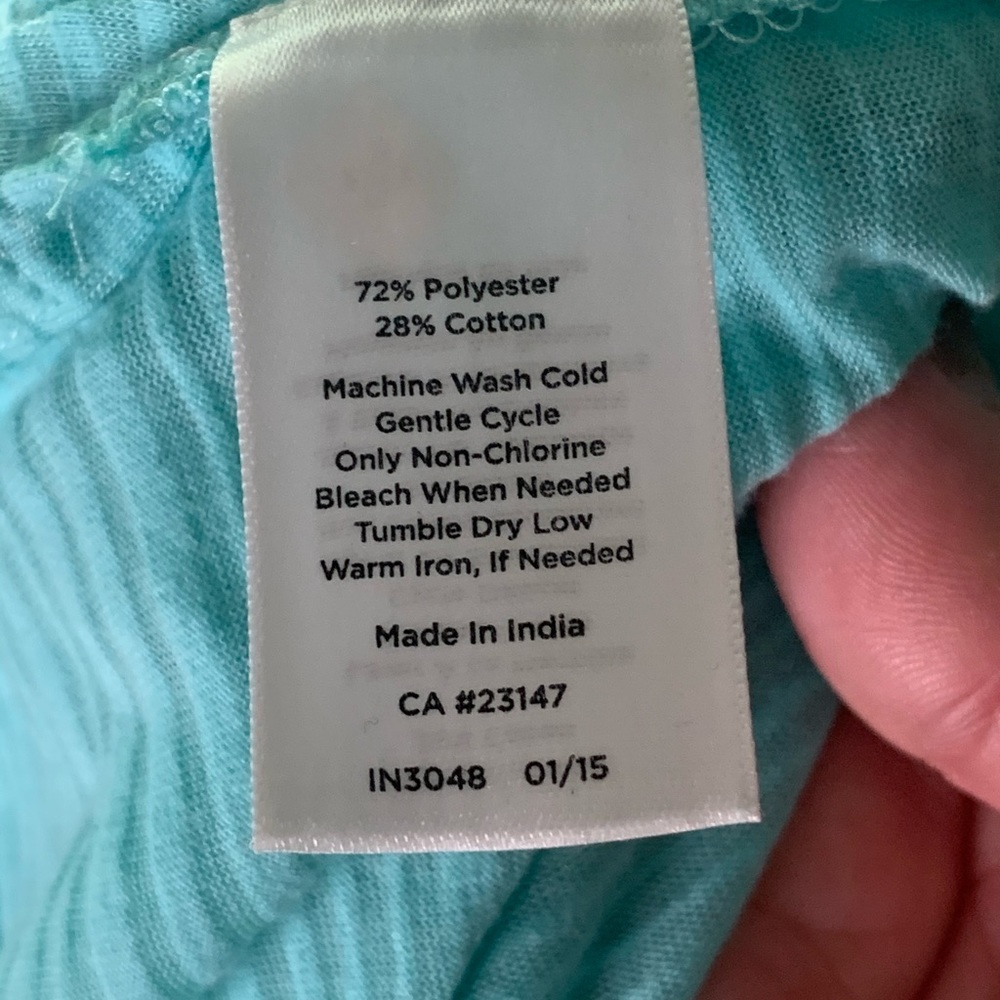 72% Polyester
28% Cotton
Machine Wash Cold
Gentle Cycle
Only Non-Chlorine
Bleach When Needed
Tumble Dry Low
Warm Iron, If Needed
Made In India
CA #23147
IN3048 01/15